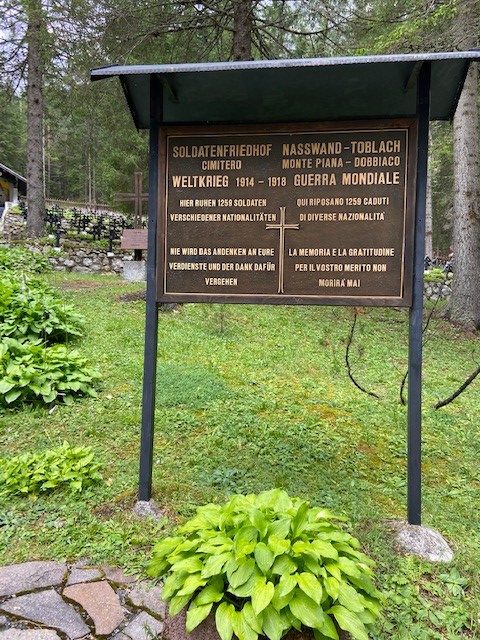 SOLDATENFRIEDHOF NASSWAND-TOBLACH
CIMITERO MONTE PIANA - DOBBIACO
WELTKRIEG 1914 - 1918 GUERRA MONDIALE
HIER RUHEN 1259 SOLDATEN
VERSCHIEDENER NATIONALITÄTEN
QUI RIPOSANO 1259 CADUTI
DI DIVERSE NAZIONALITA'
NIE WIRD DAS ANDENKEN AN EURE
VERDIENSTE UND DER DANK DAFÜR
VERGEHEN
LA MEMORIA E LA GRATITUDINE
PER IL VOSTRO MERITO NON
MORIRA' MAI